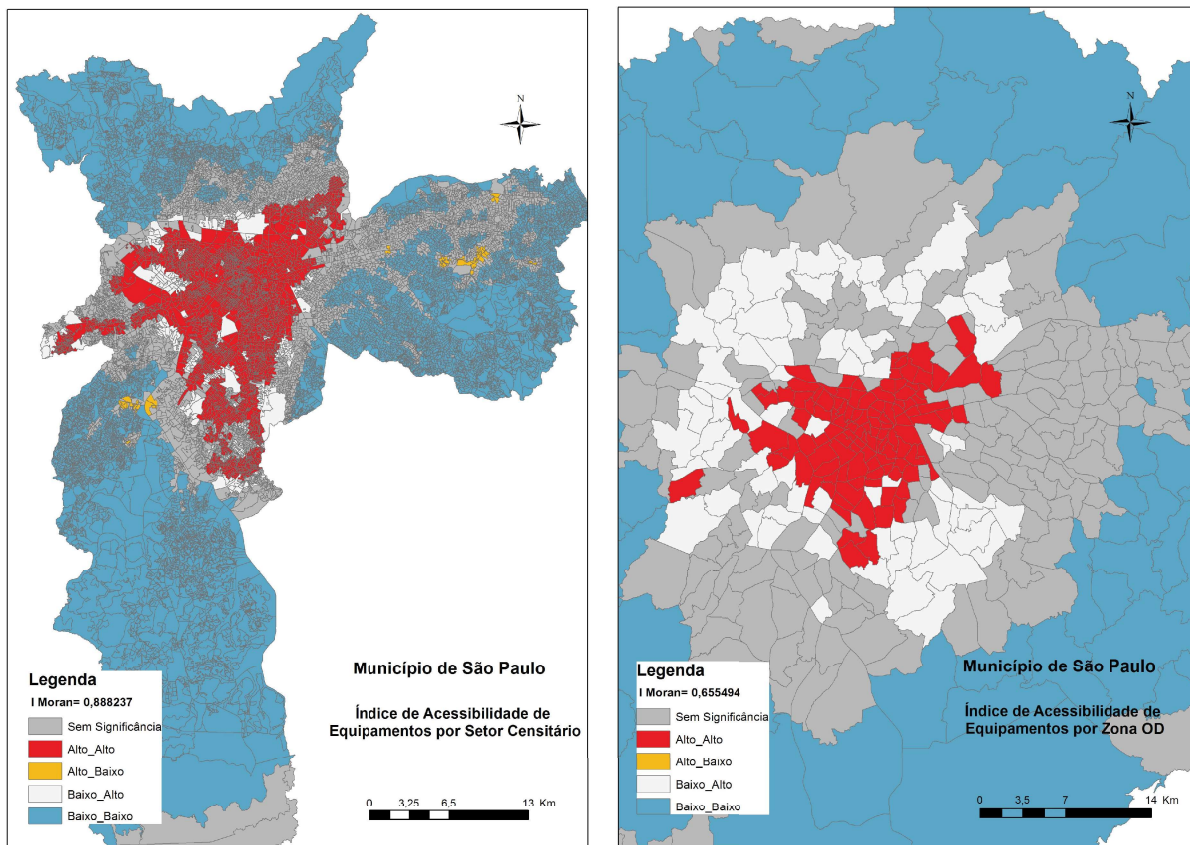 N
Município de São Paulo
Índice de Acessibilidade de
Equipamentos por Setor Censitário
Legenda
I Moran= 0,888237
Sem Significância
Alto_Alto
Alto_Baixo
Baixo_Alto
Baixo_Baixo
0 3,25 6,5 13 Km
N
Município de São Paulo
Índice de Acessibilidade de
Equipamentos por Zona OD
Legenda
I Moran= 0,655494
Sem Significância
Alto_Alto
Alto_Baixo
Baixo_Alto
Baixo_Baixo
0 3,5 7 14 Km